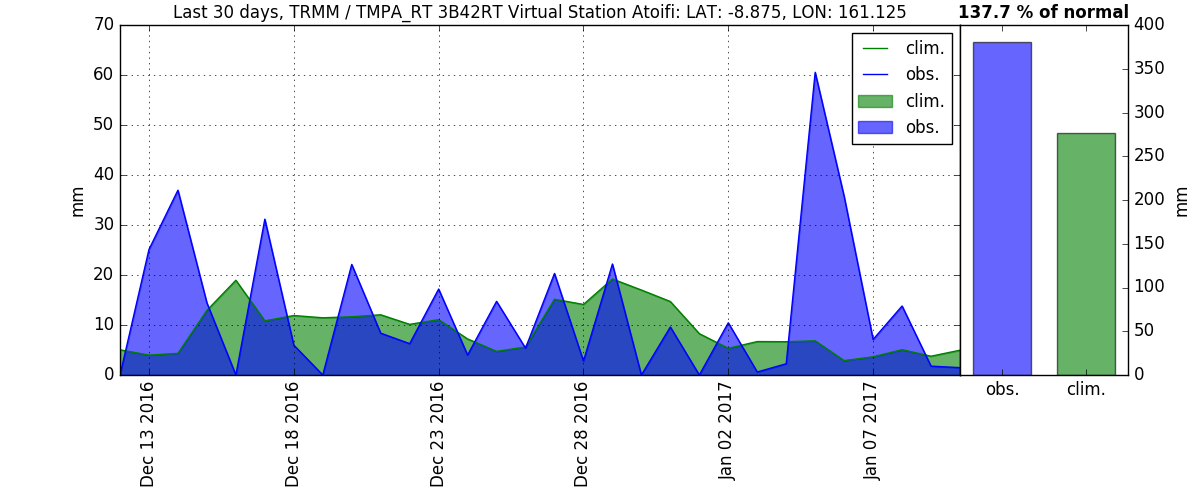 Last 30 days, TRMM / TMPA_RT 3B42RT Virtual Station Atoifi: LAT: -8.875, LON: 161.125
137.7 % of normal
70
60
50
40
30
20
10
0
mm
clim.
obs.
clim.
obs.
400
350
300
250
200
150
100
50
0
mm
Dec 13 2016
Dec 18 2016
Dec 23 2016
Dec 28 2016
Jan 02 2017
Jan 07 2017
obs.
clim.